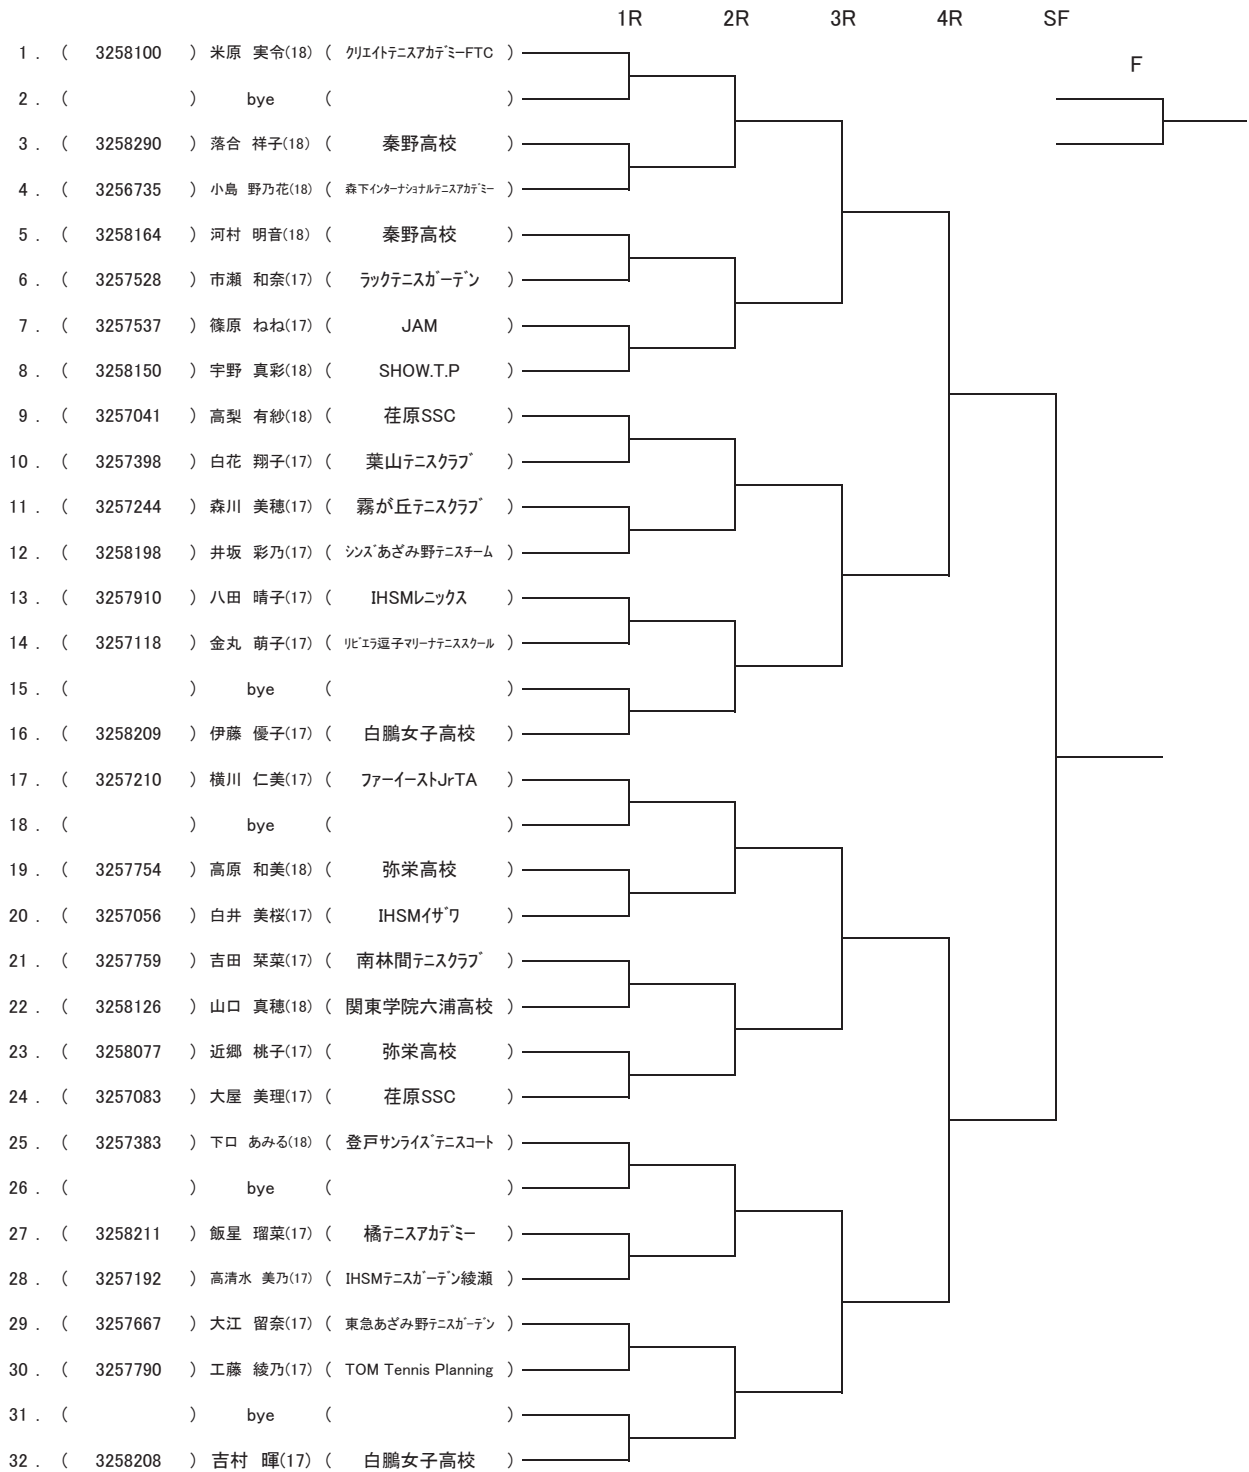 1R 2R 3R 4R SF
F
1 . ( 3258100 ) 米原 実令(18) ( クリエイトテニスアカデミーFTC )
2 . ( ) bye ( )
3 . ( 3258290 ) 落合 祥子(18) ( 秦野高校 )
4 . ( 3256735 ) 小島 野乃花(18) ( 森下インターナショナルテニスアカデミー )
5 . ( 3258164 ) 河村 明音(18) ( 秦野高校 )
6 . ( 3257528 ) 市瀬 和奈(17) ( ラックテニスガーデン )
7 . ( 3257537 ) 篠原 ねね(17) ( JAM )
8 . ( 3258150 ) 宇野 真彩(18) ( SHOW.T.P )
9 . ( 3257041 ) 高梨 有紗(18) ( 荏原SSC )
10 . ( 3257398 ) 白花 翔子(17) ( 葉山テニスクラブ )
11 . ( 3257244 ) 森川 美穂(17) ( 霧が丘テニスクラブ )
12 . ( 3258198 ) 井坂 彩乃(17) ( シンズあざみ野テニスチーム )
13 . ( 3257910 ) 八田 晴子(17) ( IHSMレニックス )
14 . ( 3257118 ) 金丸 萌子(17) ( リビエラ逗子マリーナテニススクール )
15 . ( ) bye ( )
16 . ( 3258209 ) 伊藤 優子(17) ( 白鵬女子高校 )
17 . ( 3257210 ) 横川 仁美(17) ( ファーイーストJrTA )
18 . ( ) bye ( )
19 . ( 3257754 ) 高原 和美(18) ( 弥栄高校 )
20 . ( 3257056 ) 白井 美桜(17) ( IHSMイザワ )
21 . ( 3257759 ) 吉田 栞菜(17) ( 南林間テニスクラブ )
22 . ( 3258126 ) 山口 真穂(18) ( 関東学院六浦高校 )
23 . ( 3258077 ) 近郷 桃子(17) ( 弥栄高校 )
24 . ( 3257083 ) 大屋 美理(17) ( 荏原SSC )
25 . ( 3257383 ) 下口 あみる(18) ( 登戸サンライズテニスコート )
26 . ( ) bye ( )
27 . ( 3258211 ) 飯星 瑠菜(17) ( 橘テニスアカデミー )
28 . ( 3257192 ) 高清水 美乃(17) ( IHSMテニスガーデン綾瀬 )
29 . ( 3257667 ) 大江 留奈(17) ( 東急あざみ野テニスガーデン )
30 . ( 3257790 ) 工藤 綾乃(17) ( TOM Tennis Planning )
31 . ( ) bye ( )
32 . ( 3258208 ) 吉村 暉(17) ( 白鵬女子高校 )